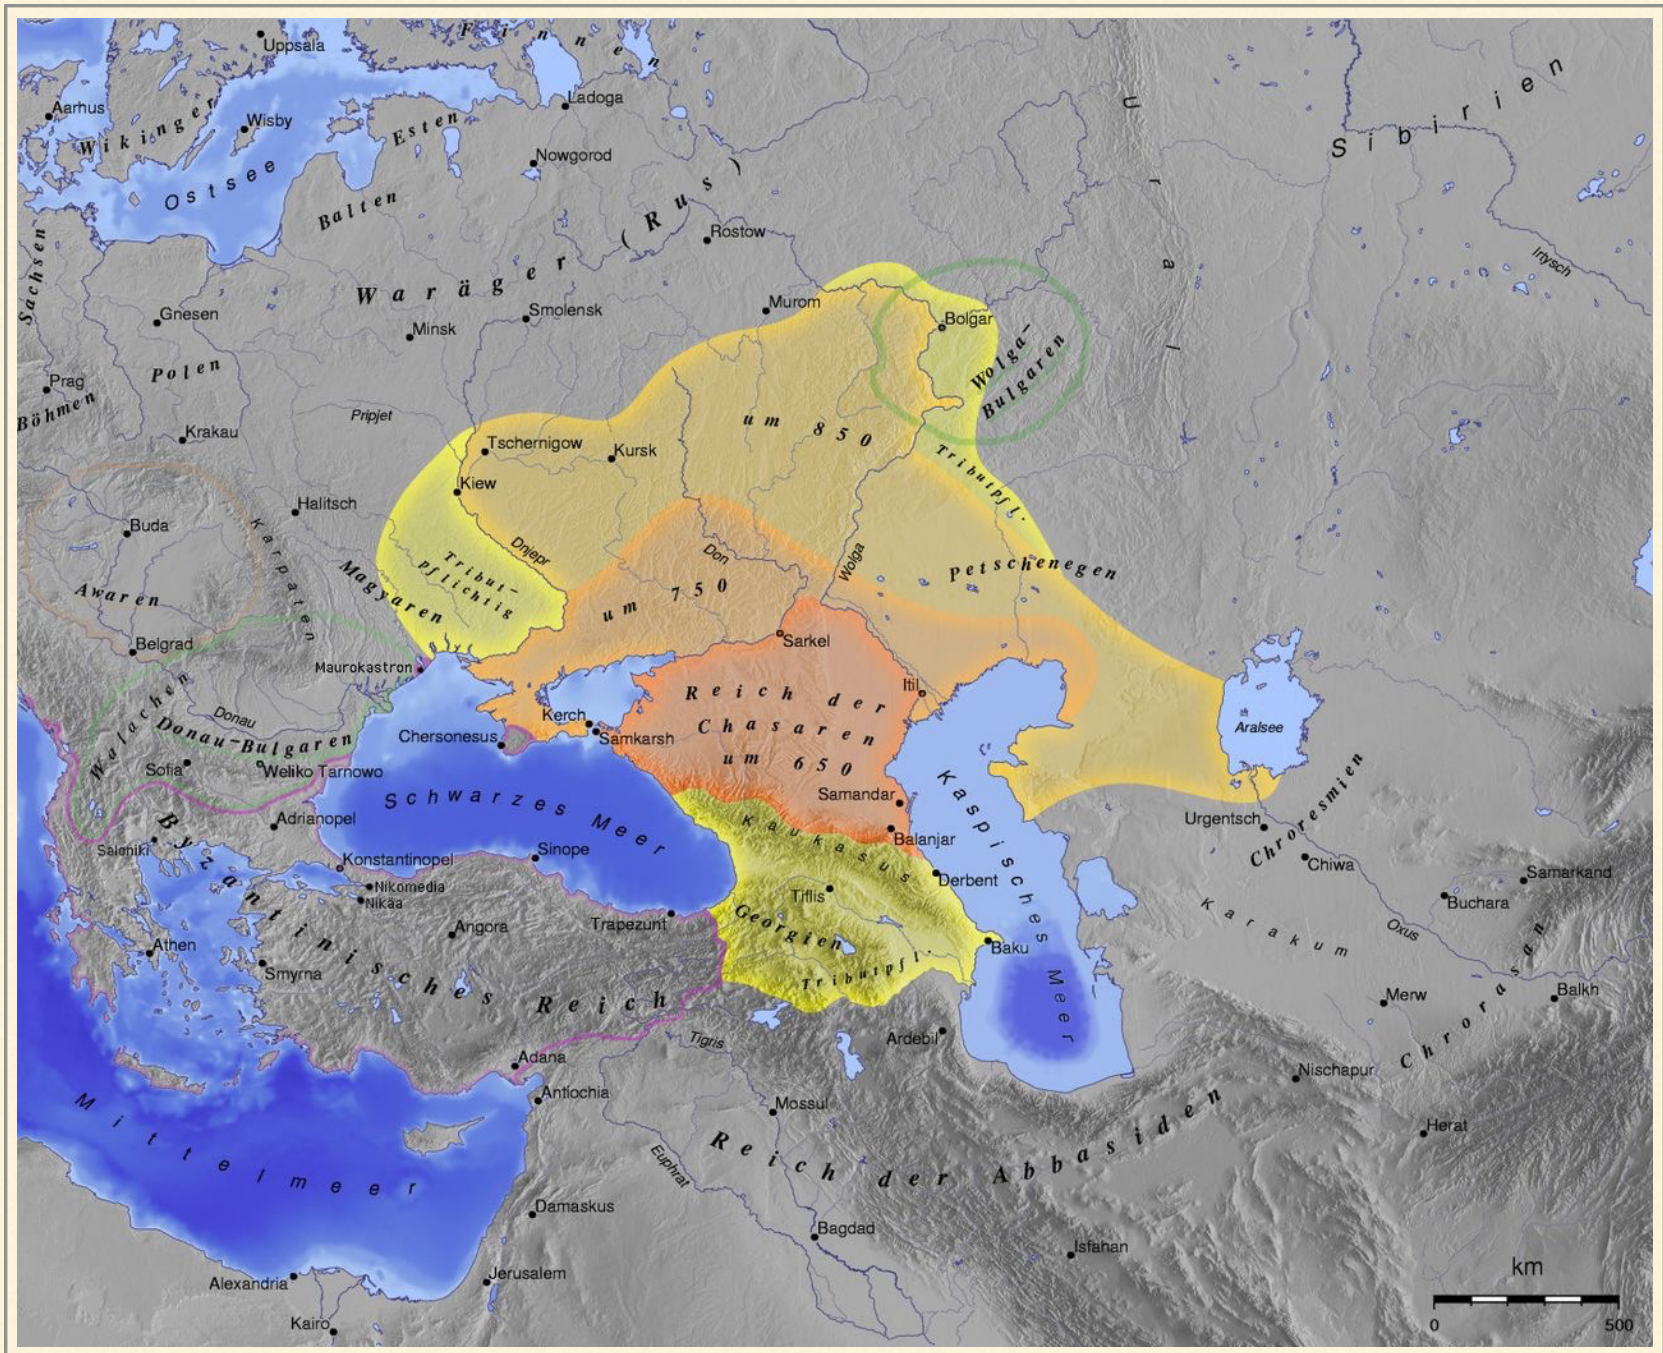 Finnen
Uppsala
Ladoga
Aarhus
Wikinger
Wisby
Esten
Sibirien
Ural
Nowgorod
Ostsee
Balten
Waräger (Rus)
Rostow
Sachsen
Irtysch
Gnesen
Minsk
Smolensk
Murom
Bolgar
Wolga-
Bulgaren
Polen
Prag
Böhmen
Pripjet
Krakau
Tschernigow
Kursk
um 850
Tributpfl.
Kiew
Halitsch
Buda
Karpaten
Dnjepr
Don
Wolga
Petschenegen
Tribut-
pflichtig
Magyaren
um 750
Awaren
Belgrad
Maurokastron
Sarkel
Itil
Reich der
Chasaren
um 650
Walachen
Donau
Donau-Bulgaren
Kerch
Samkarsh
Chersonesus
Aralsee
Sofia
Weliko Tarnowo
Schwarzes Meer
Samandar
Kaspisches Meer
Urgentsch
Chroresmien
Adrianopel
Saloniki
Byzantinisches Reich
Kaukasus
Balanjar
Konstantinopel
Sinope
Chiwa
Nikomedia
Nikäa
Tiflis
Derbent
Samarkand
Buchara
Karakum
Oxus
Trapezunt
Georgien
Angora
Athen
Baku
Smyrna
Tributpfl.
Merw
Balkh
Chrorasan
Ardebil
Tigris
Adana
Nischapur
Antiochia
Mossul
Herat
Mittelmeer
Reich der Abbasiden
Euphrat
Damaskus
Bagdad
Isfahan
Jerusalem
Alexandria
Kairo
km
0 500